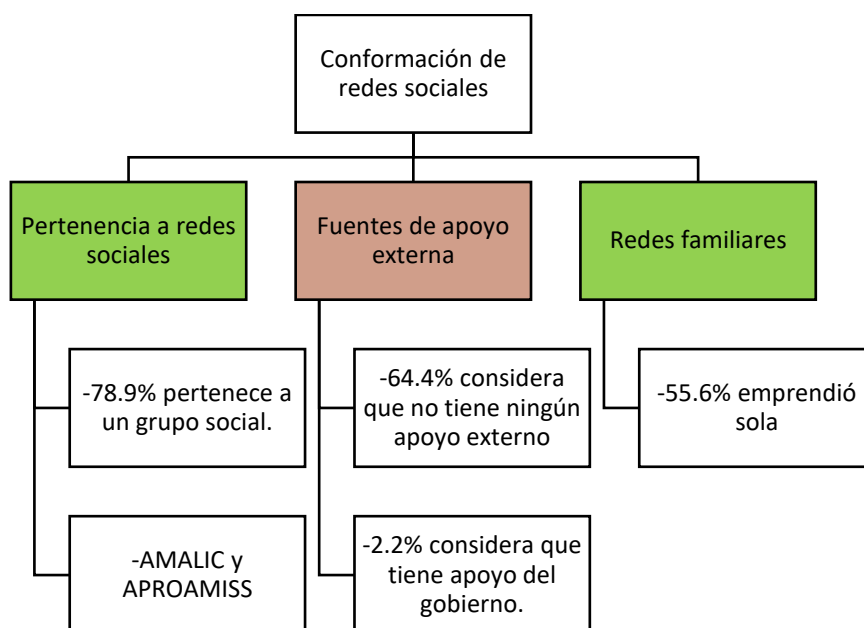 Conformación de
redes sociales
Pertenencia a redes
sociales
Fuentes de apoyo
externa
Redes familiares
-78.9% pertenece a
un grupo social.
-64.4% considera
que no tiene ningún
apoyo externo
-55.6% emprendió
sola
-AMALIC y
APROAMISS
-2.2% considera que
tiene apoyo del
gobierno.